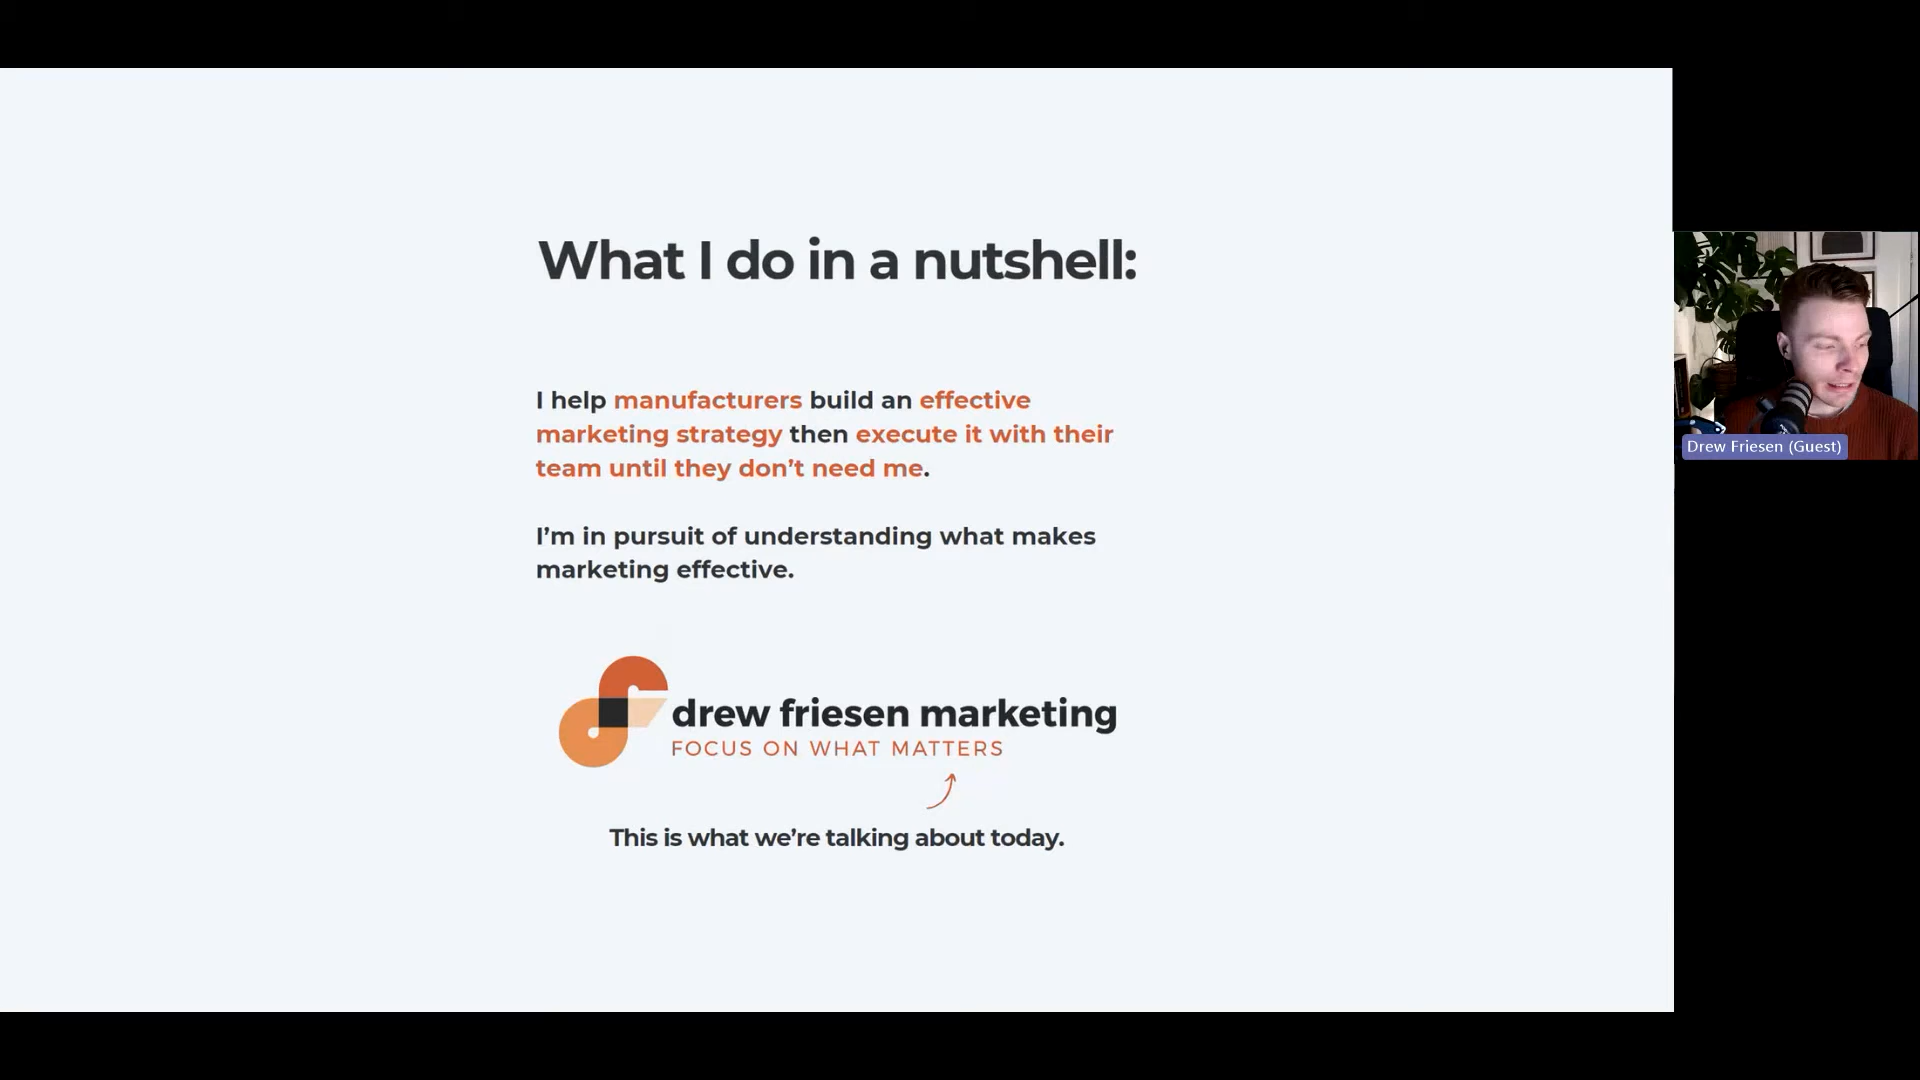 What I do in a nutshell:
I help manufacturers build an effective
marketing strategy then execute it with their
team until they don’t need me.
I’m in pursuit of understanding what makes
marketing effective.
drew friesen marketing
FOCUS ON WHAT MATTERS
This is what we’re talking about today.
Drew Friesen (Guest)